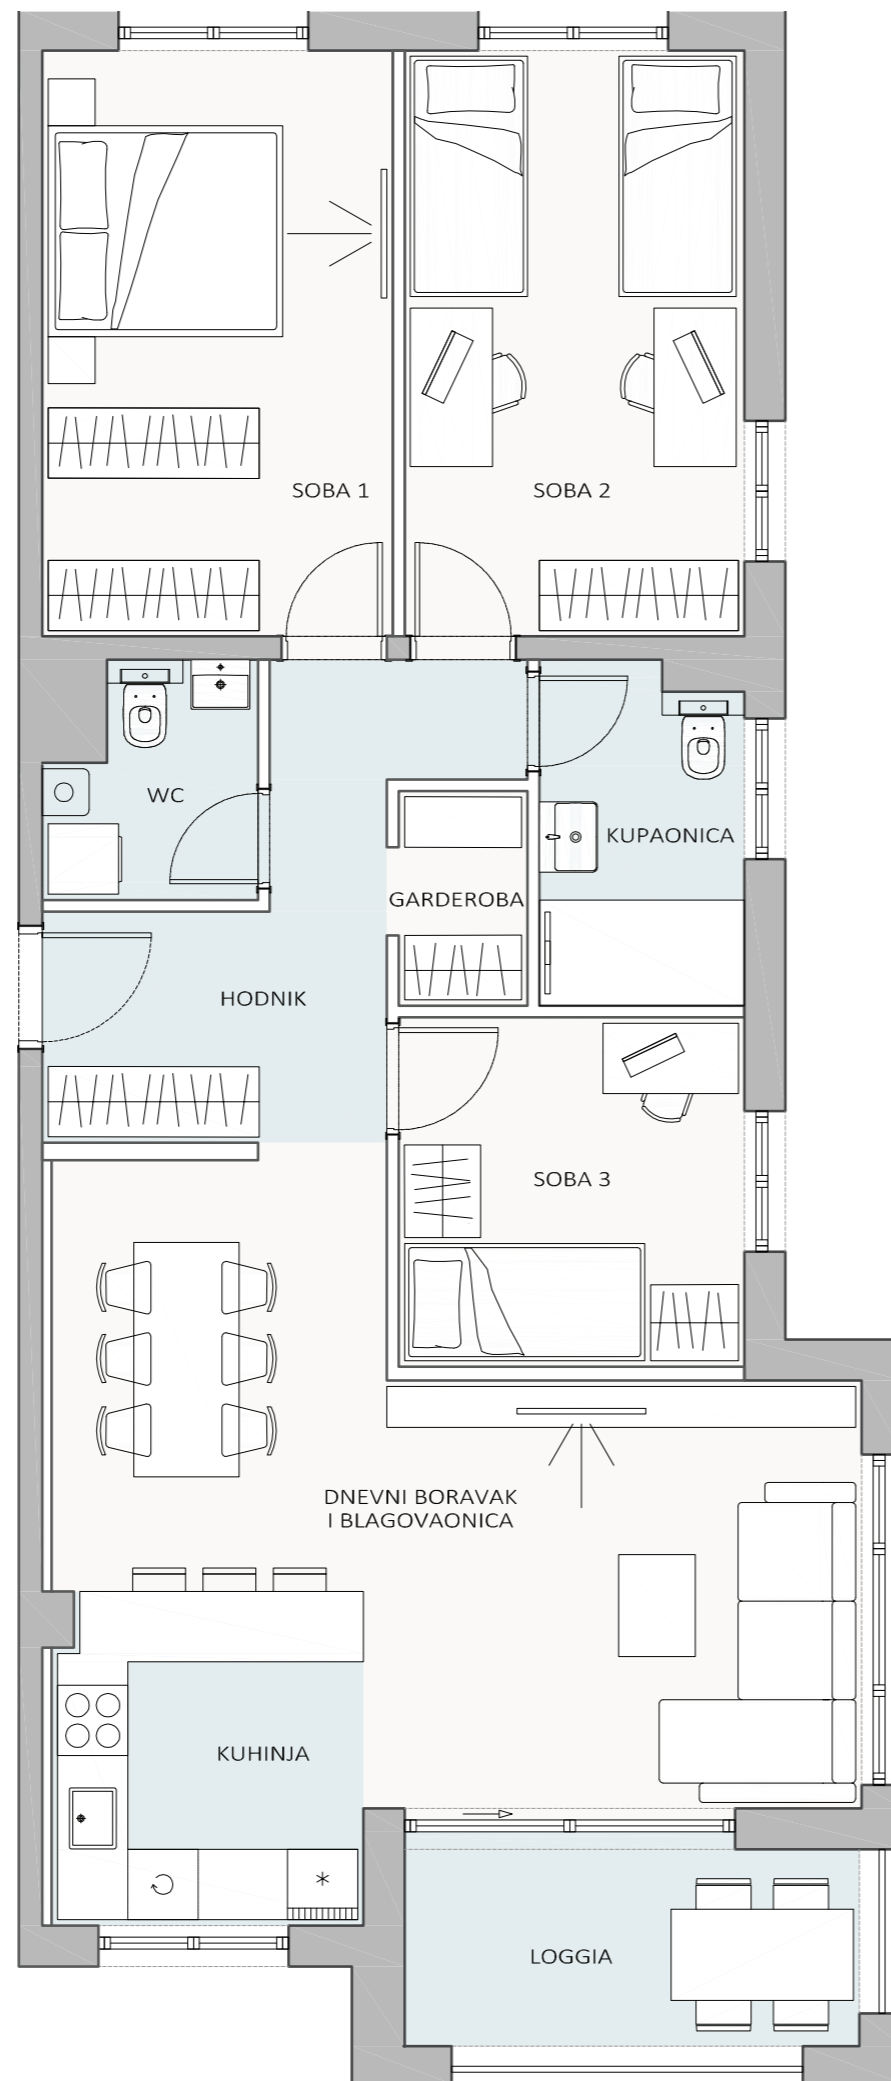 SOBA 1
SOBA 2
WC
KUPAONICA
GARDEROBA
HODNIK
SOBA 3
DNEVNI BORAVAK
I BLAGOVAONICA
KUHINJA
LOGGIA